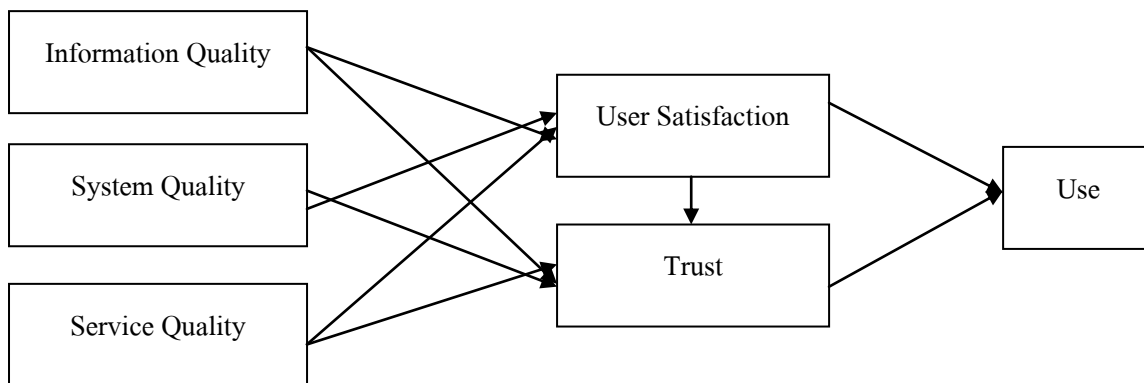 Information Quality
User Satisfaction
System Quality
Use
Trust
Service Quality